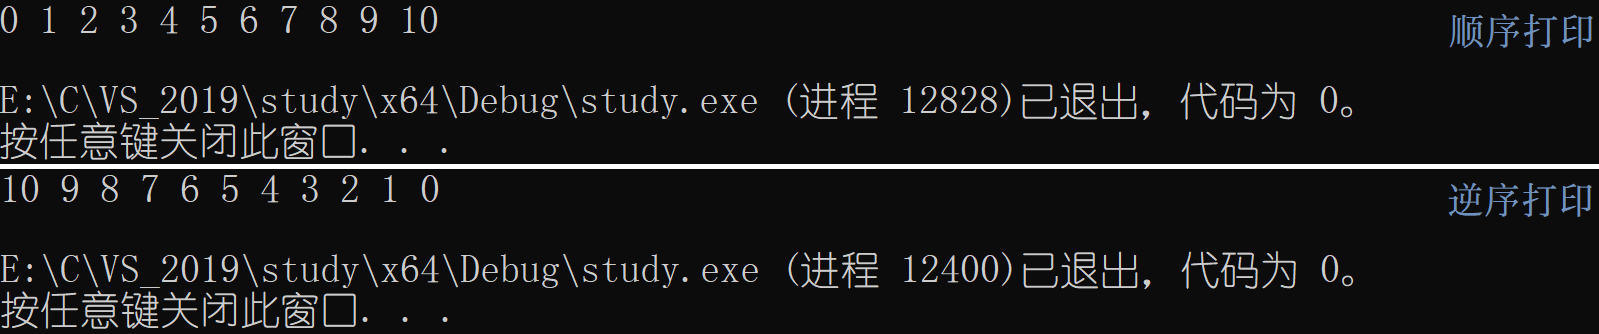 0 1 2 3 4 5 6 7 8 9 10
顺序打印
E:\C\VS_2019\study\x64\Debug\study.exe (进程 12828)已退出，代码为 0。
按任意键关闭此窗口. . .
10 9 8 7 6 5 4 3 2 1 0
逆序打印
E:\C\VS_2019\study\x64\Debug\study.exe (进程 12400)已退出，代码为 0。
按任意键关闭此窗口. . .